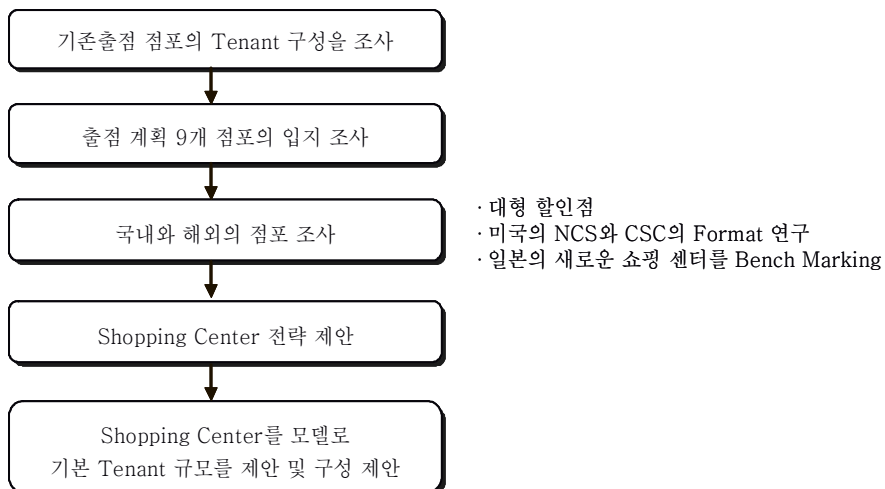 기존출점 점포의 Tenant 구성을 조사
출점 계획 9개 점포의 입지 조사
국내와 해외의 점포 조사
· 대형 할인점
· 미국의 NCS와 CSC의 Format 연구
· 일본의 새로운 쇼핑 센터를 Bench Marking
Shopping Center 전략 제안
Shopping Center를 모델로
기본 Tenant 규모를 제안 및 구성 제안